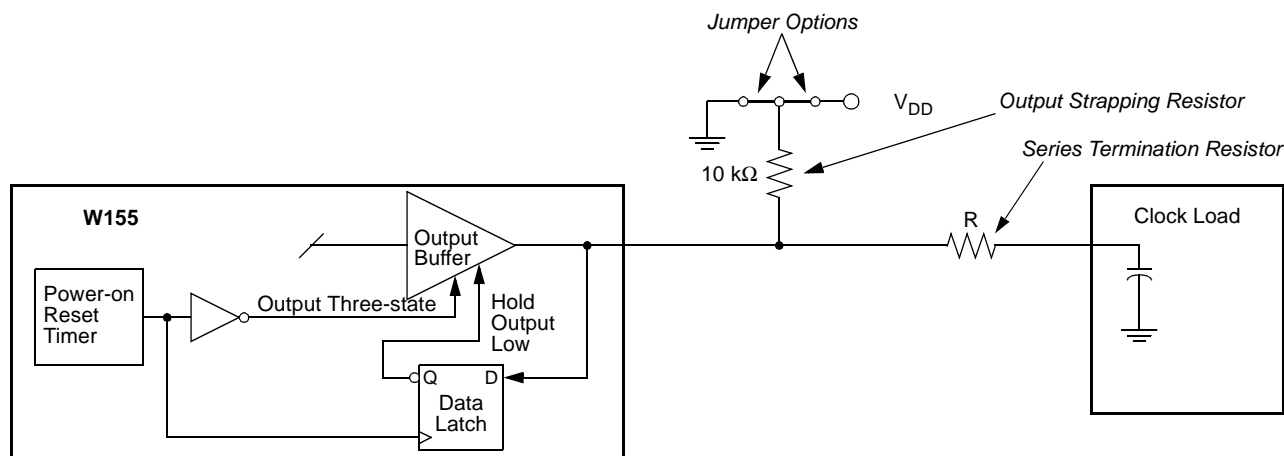 Jumper Options
V_DD
Output Strapping Resistor
Series Termination Resistor
10 kΩ
W155
Output
Buffer
R
Clock Load
Power-on
Reset
Timer
Output Three-state
Hold
Output
Low
Q D
Data
Latch